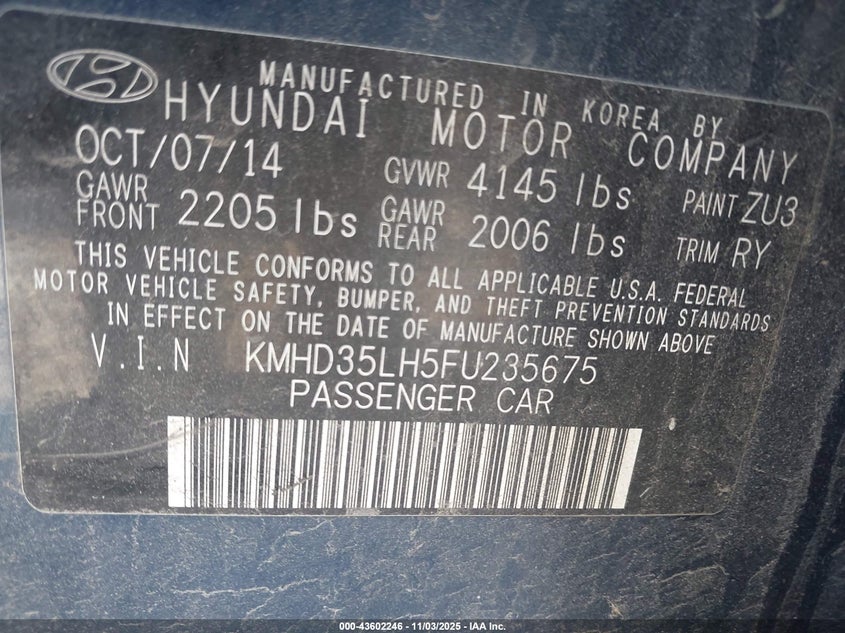 MANUFACTURED IN KOREA BY
HYUNDAI MOTOR COMPANY
OCT/07/14 GVWR 4145 lbs PAINT ZU3
GAWR FRONT 2205 lbs GAWR REAR 2006 lbs TRIM RY
THIS VEHICLE CONFORMS TO ALL APPLICABLE U.S.A. FEDERAL
MOTOR VEHICLE SAFETY, BUMPER, AND THEFT PREVENTION STANDARDS
IN EFFECT ON THE DATE OF MANUFACTURE SHOWN ABOVE
V.I.N KMHD35LH5FU235675
PASSENGER CAR
000-43602246 - 11/03/2025 - IAA Inc.